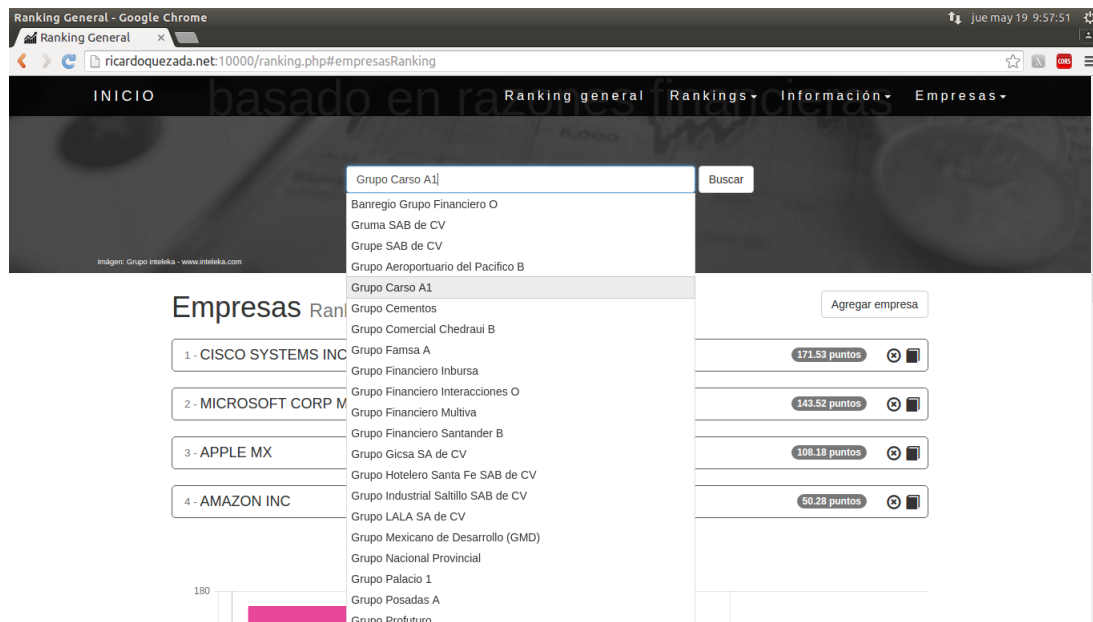 Ranking General - Google Chrome
jue may 19 9:57:51
Ranking General ×
ricardoquezada.net:10000/ranking.php#empresasRanking
CORS
basado en razones financieras
INICIO Ranking general Rankings Información Empresas
6,000
Grupo Carso A1 Buscar
Banregio Grupo Financiero O
Gruma SAB de CV
Grupe SAB de CV
Imágen: Grupo inteleka - www.inteleka.com
Grupo Aeroportuario del Pacifico B
Grupo Carso A1
Empresas Ran
Agregar empresa
Grupo Cementos
Grupo Comercial Chedraui B
1 - CISCO SYSTEMS INC 171.53 puntos
Grupo Famsa A
Grupo Financiero Inbursa
Grupo Financiero Interacciones O
2 - MICROSOFT CORP M 143.52 puntos
Grupo Financiero Multiva
Grupo Financiero Santander B
3 - APPLE MX 108.18 puntos
Grupo Gicsa SA de CV
Grupo Hotelero Santa Fe SAB de CV
4 - AMAZON INC 50.28 puntos
Grupo Industrial Saltillo SAB de CV
Grupo LALA SA de CV
Grupo Mexicano de Desarrollo (GMD)
Grupo Nacional Provincial
Grupo Palacio 1
180
Grupo Posadas A
Grupo Profuturo